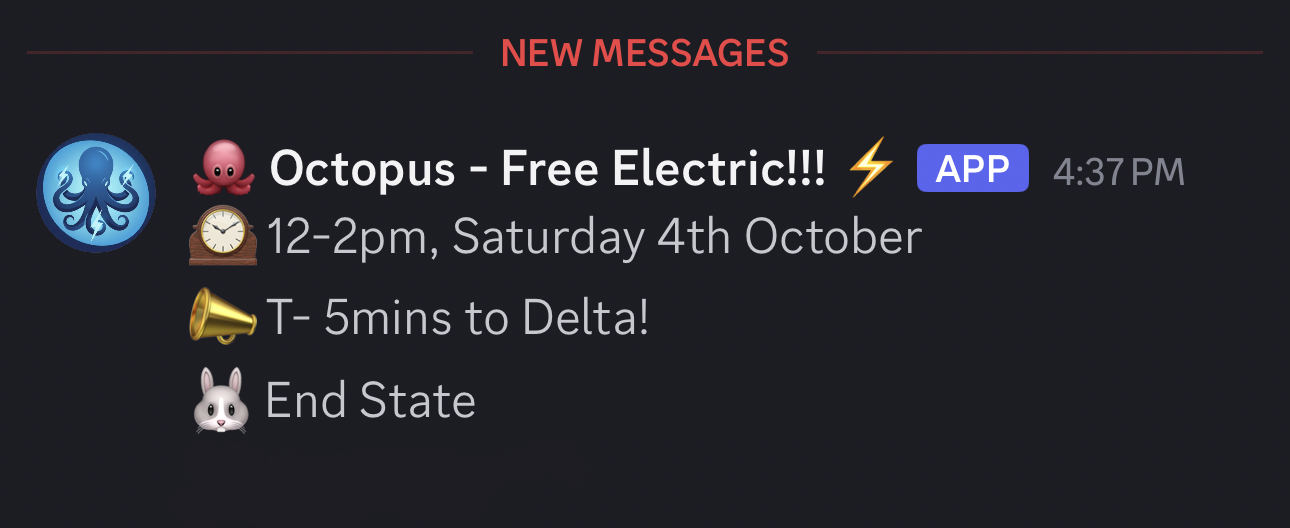 NEW MESSAGES
🐙 Octopus - Free Electric!!! ⚡ APP 4:37 PM
🕰️ 12-2pm, Saturday 4th October
📣 T- 5mins to Delta!
🐰 End State